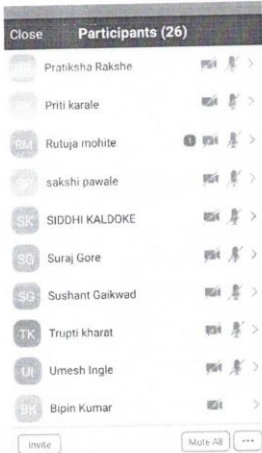 Close Participants (26)
Pratiksha Rakshe
Priti karale
RM Rutuja mohite 1
sakshi pawale
SK SIDDHI KALDOKE
SG Suraj Gore
SG Sushant Gaikwad
TK Trupti kharat
UI Umesh Ingle
BK Bipin Kumar
Invite Mute All ...